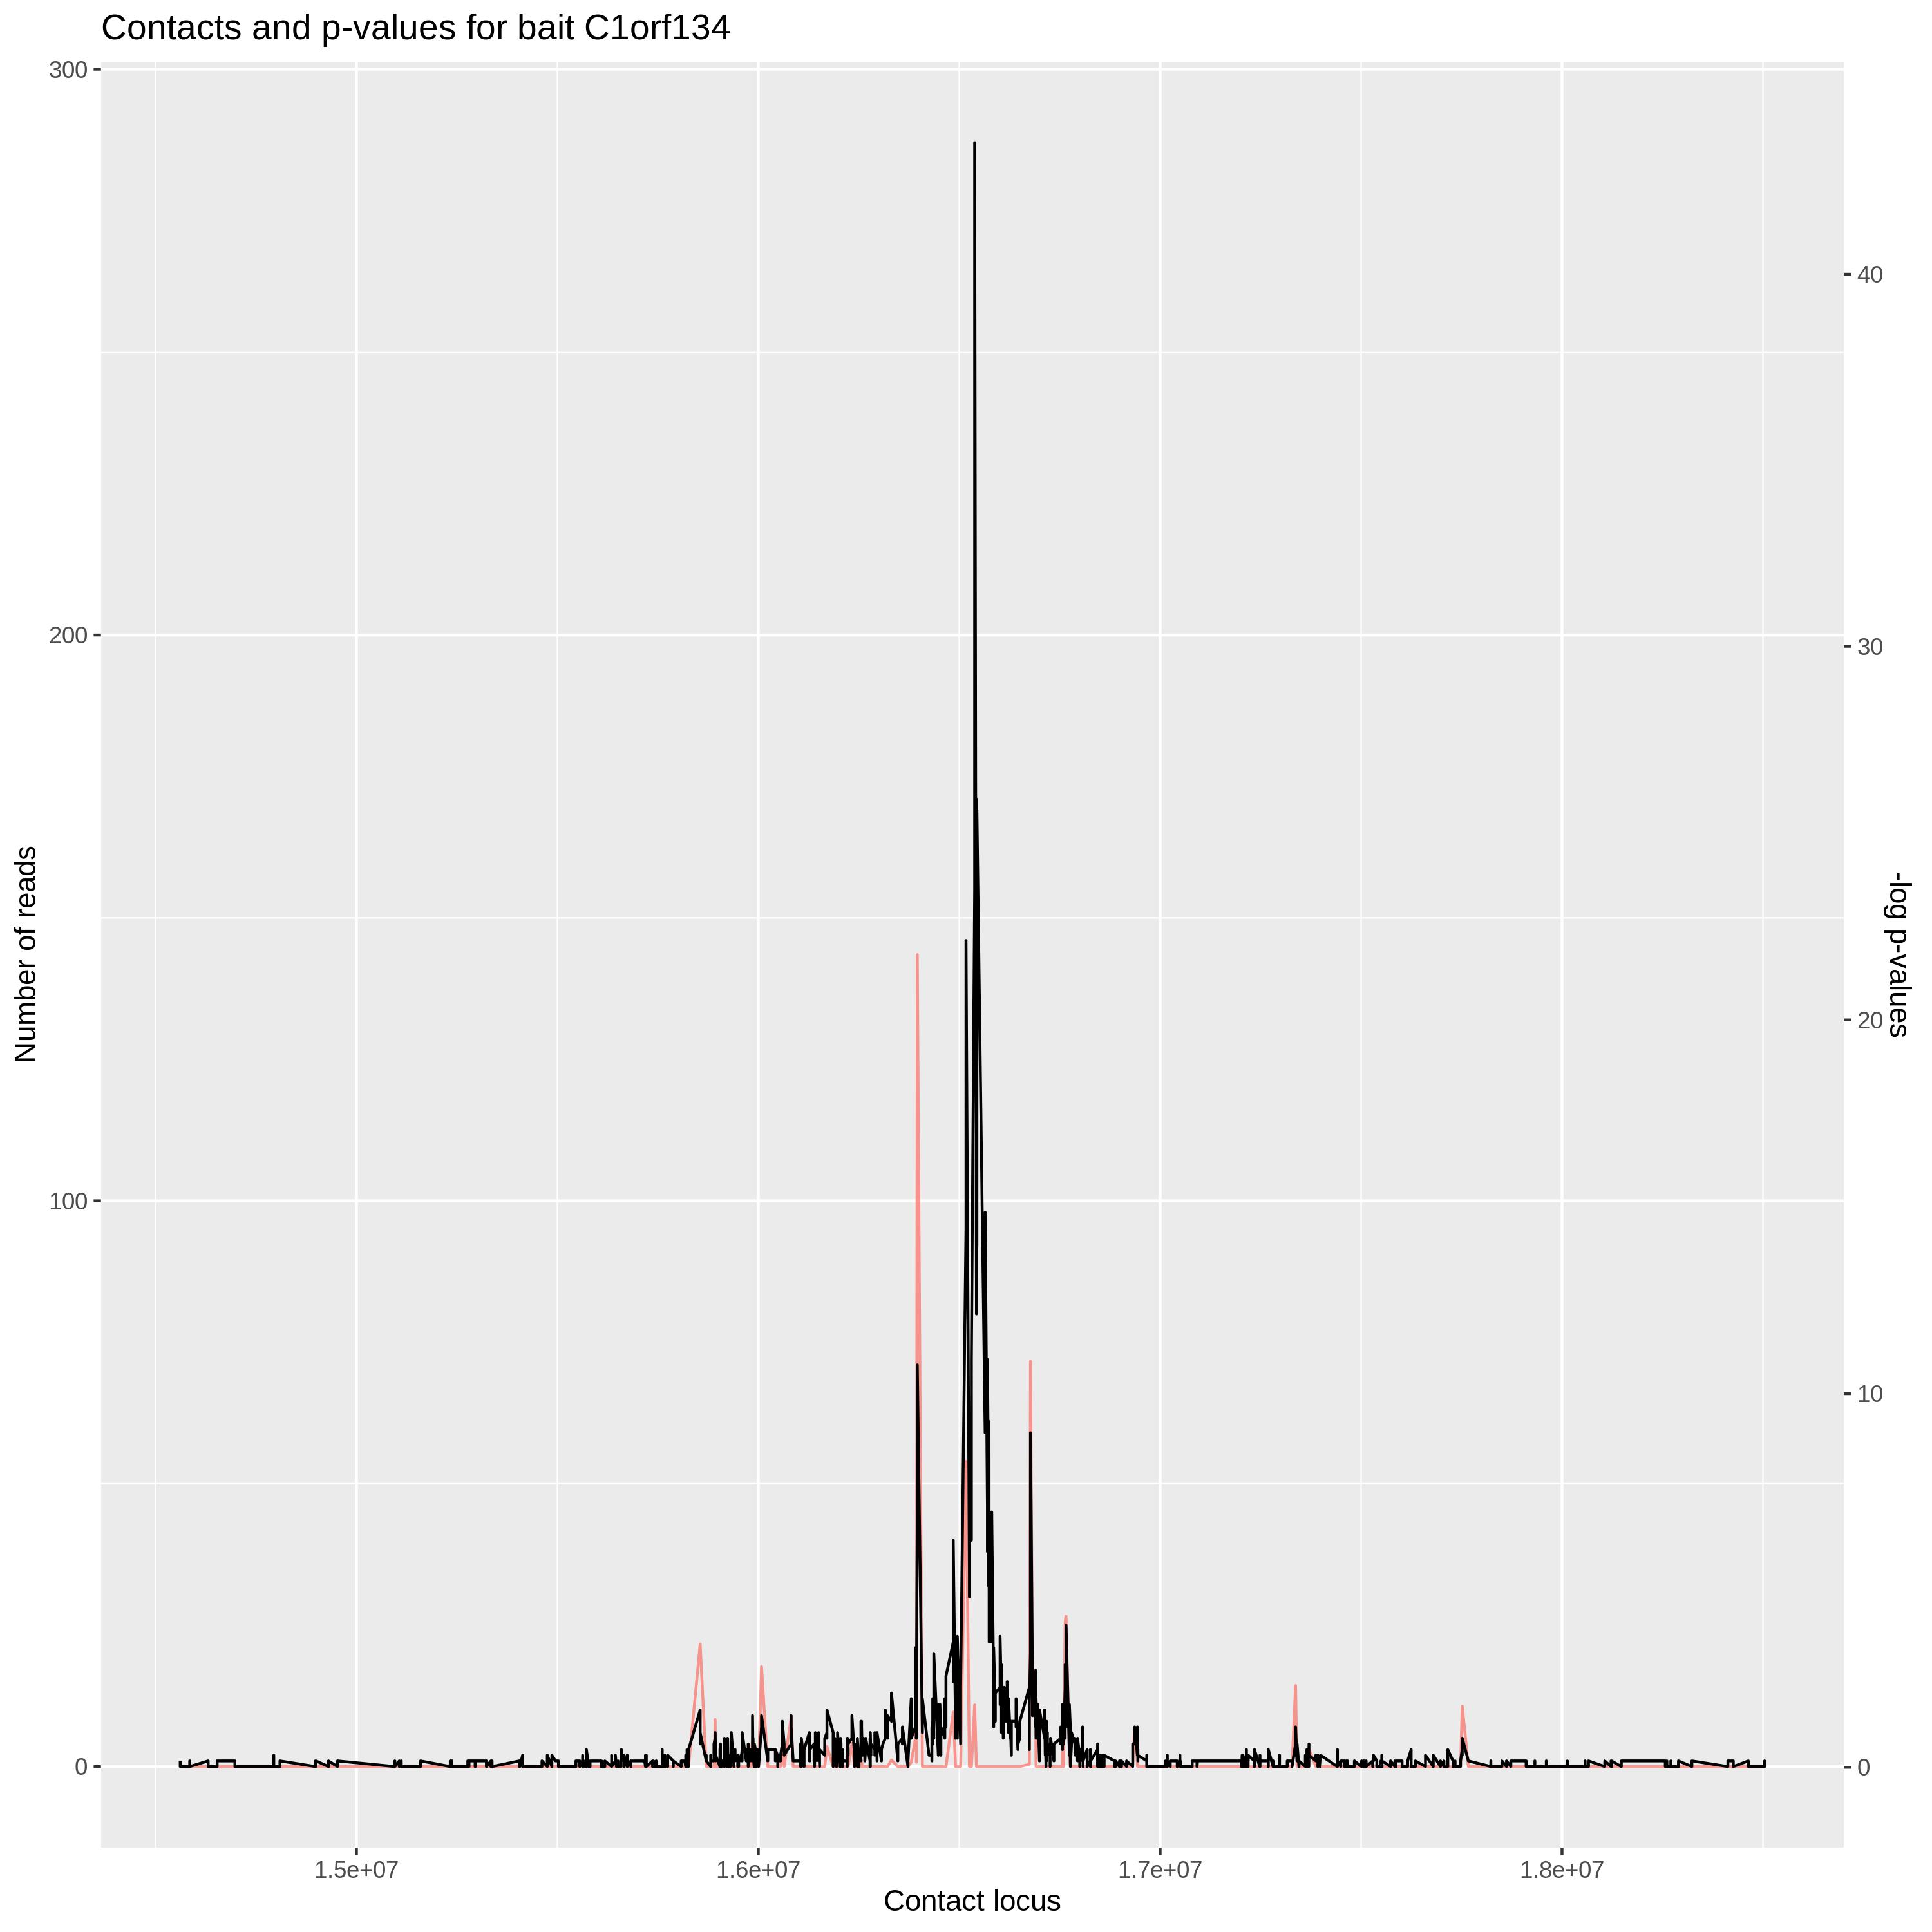 Contacts and p-values for bait C1orf134
300
200
100
0
Number of reads
40
30
20
10
0
-log p-values
1.5e+07
1.6e+07
1.7e+07
1.8e+07
Contact locus